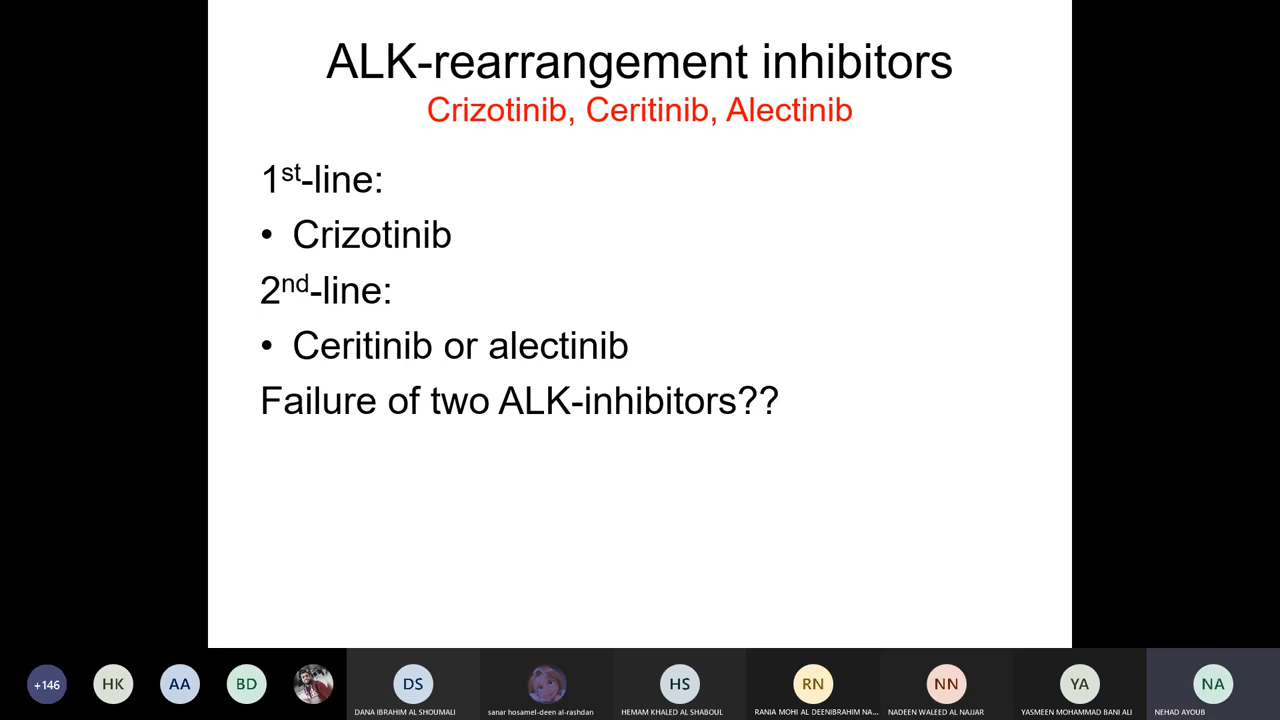 ALK-rearrangement inhibitors
Crizotinib, Ceritinib, Alectinib
1st-line:
• Crizotinib
2nd-line:
• Ceritinib or alectinib
Failure of two ALK-inhibitors??
+146
HK
AA
BD
DS
HS
RN
NN
YA
NA
DANA IBRAHIM AL SHOUMALI
sanar hosamel-deen al-rashdan
HEMAM KHALED AL SHABOUL
RANIA MOHI AL DEENIBRAHIM NA...
NADEEN WALEED AL NAJJAR
YASMEEN MOHAMMAD BANI ALI
NEHAD AYOUB